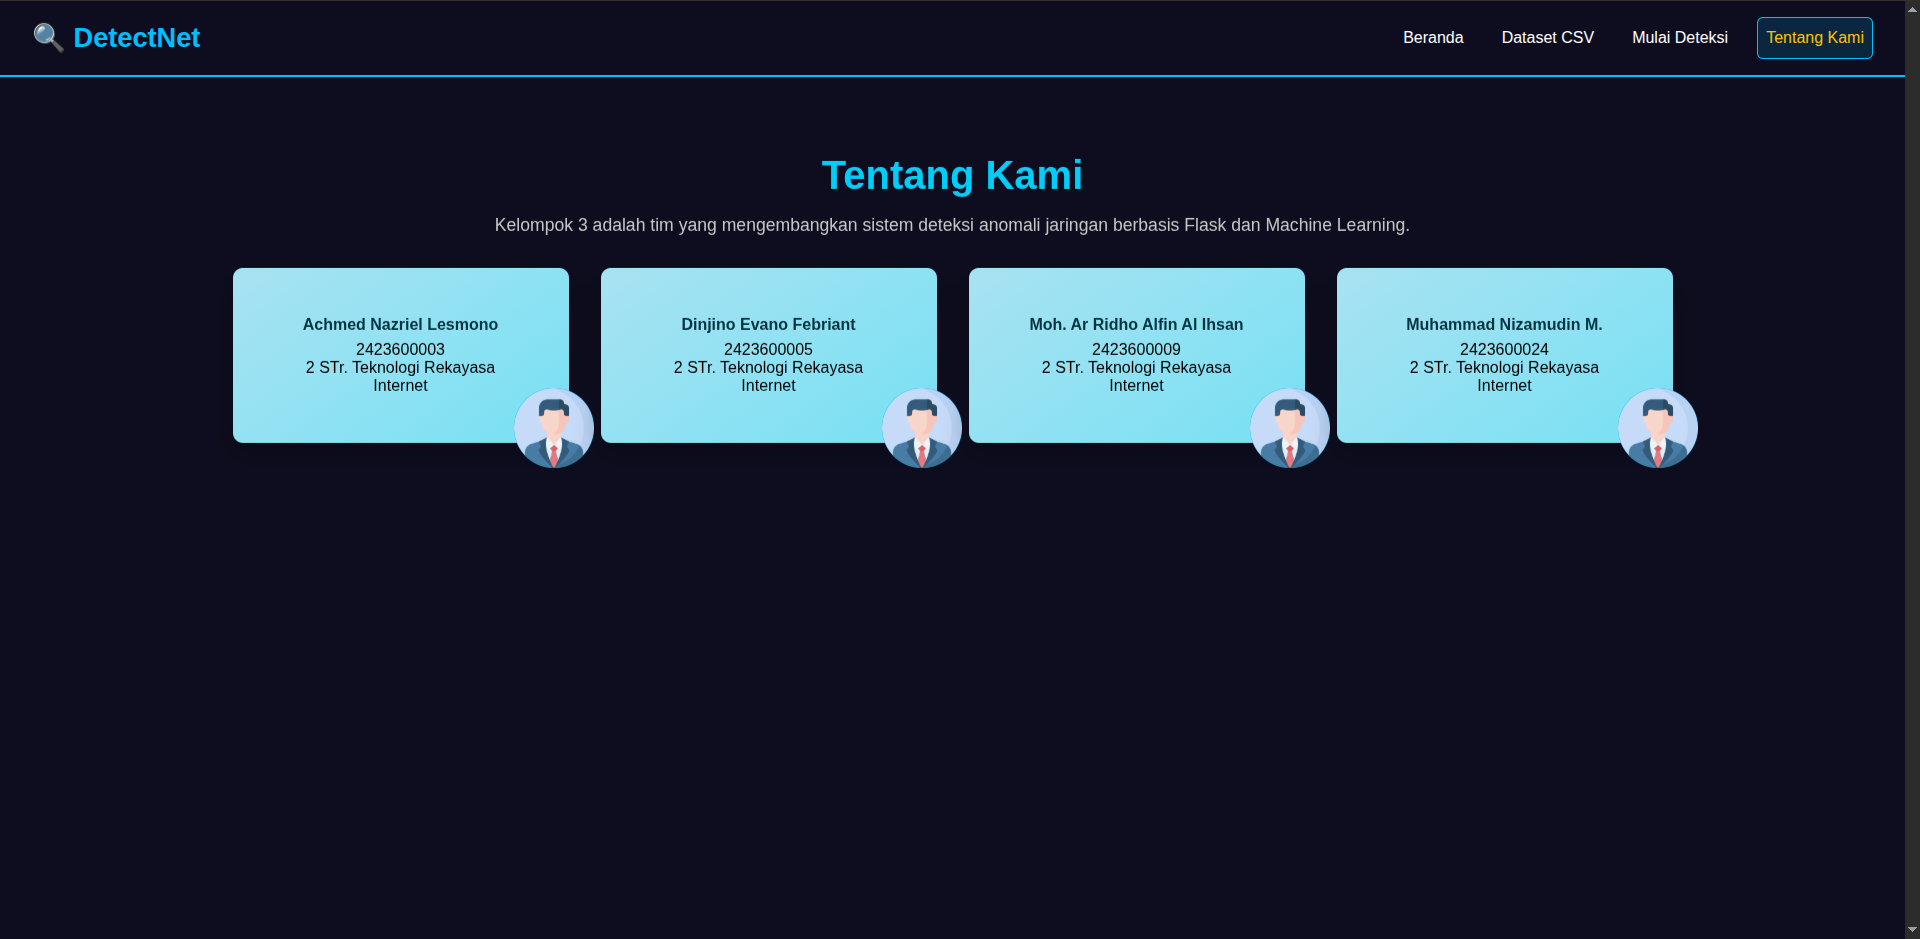 DetectNet
Beranda
Dataset CSV
Mulai Deteksi
Tentang Kami
Tentang Kami
Kelompok 3 adalah tim yang mengembangkan sistem deteksi anomali jaringan berbasis Flask dan Machine Learning.
Achmed Nazriel Lesmono
2423600003
2 STr. Teknologi Rekayasa
Internet
Dinjino Evano Febriant
2423600005
2 STr. Teknologi Rekayasa
Internet
Moh. Ar Ridho Alfin Al Ihsan
2423600009
2 STr. Teknologi Rekayasa
Internet
Muhammad Nizamudin M.
2423600024
2 STr. Teknologi Rekayasa
Internet